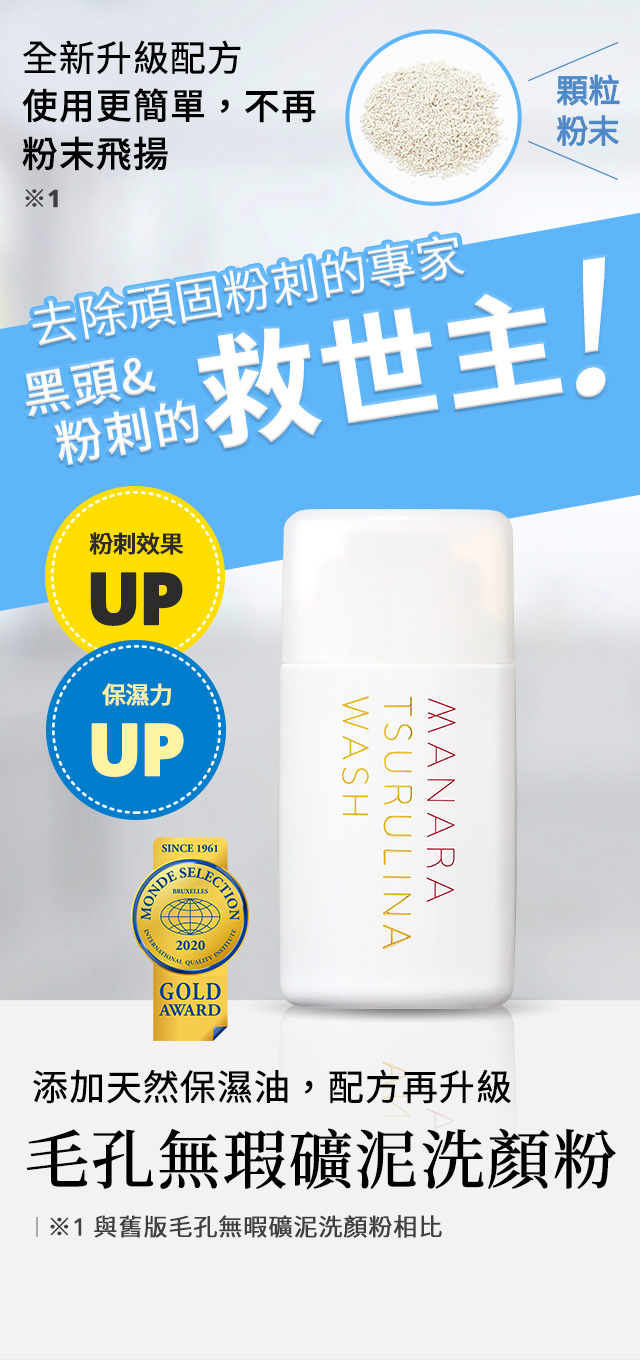 全新升級配方
使用更簡單，不再
粉末飛揚
※1
顆粒
粉末
去除頑固粉刺的專家
黑頭&
粉刺的救世主!
粉刺效果
UP
保濕力
UP
SINCE 1961
MONDE SELECTION
BRUXELLES
2020
INTERNATIONAL QUALITY INSTITUTE
GOLD
AWARD
MANARA
TSURULINA
WASH
添加天然保濕油，配方再升級
毛孔無瑕礦泥洗顏粉
※1 與舊版毛孔無暇礦泥洗顏粉相比